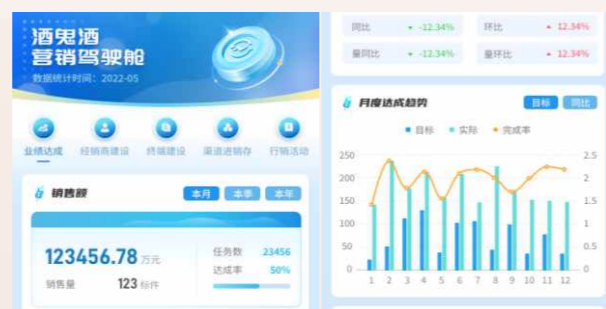 酒鬼酒
营销驾驶舱
数据统计时间：2022-05
业绩达成 经销商建设 终端建设 渠道进销存 行销活动
销售额 本月 本季 本年
123456.78 万元
任务数 23456
达成率 50%
销售量 123 标件
同比 -12.34% 环比 12.34%
量同比 -12.34% 量环比 12.34%
月度达成趋势 目标 同比
目标 实际 完成率
250 2.5
200 2
150 1.5
100 1
50 0.5
0 0
1 2 3 4 5 6 7 8 9 10 11 12